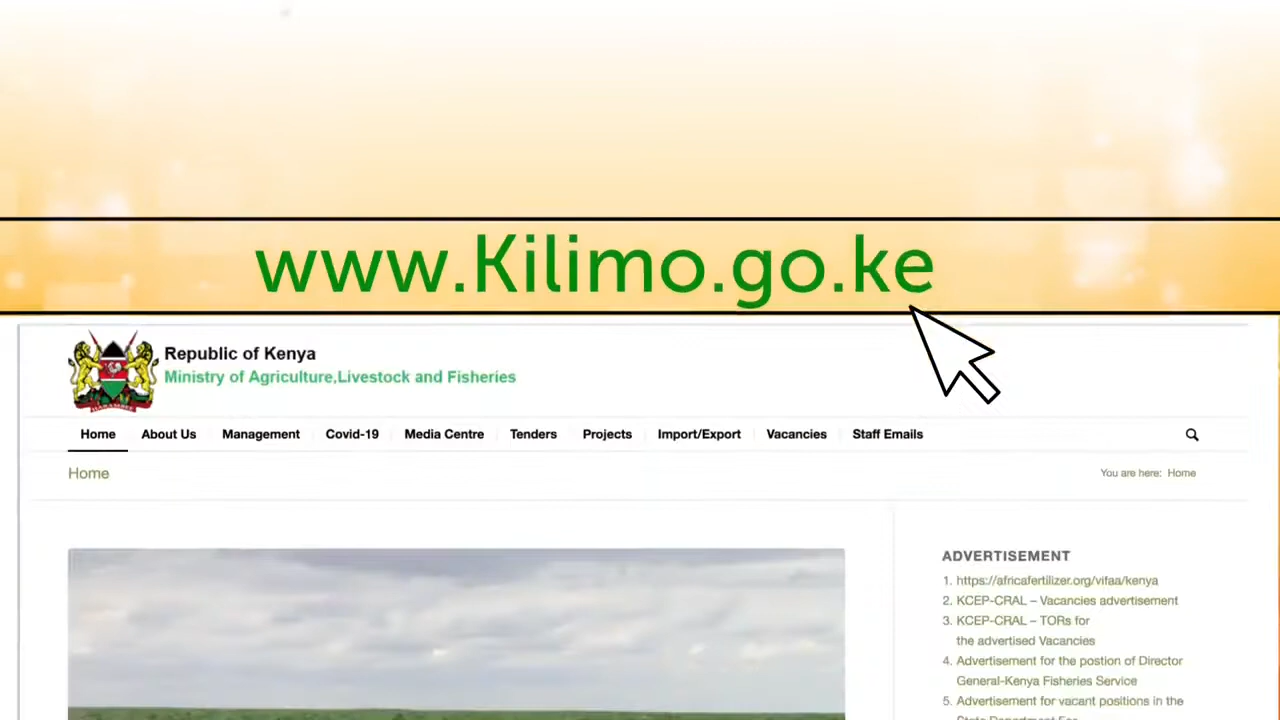 www.Kilimo.go.ke
Republic of Kenya
Ministry of Agriculture,Livestock and Fisheries
Home About Us Management Covid-19 Media Centre Tenders Projects Import/Export Vacancies Staff Emails
Home
You are here: Home
ADVERTISEMENT
1. https://africafertilizer.org/vifaa/kenya
2. KCEP-CRAL – Vacancies advertisement
3. KCEP-CRAL – TORs for
the advertised Vacancies
4. Advertisement for the postion of Director
General-Kenya Fisheries Service
5. Advertisement for vacant positions in the